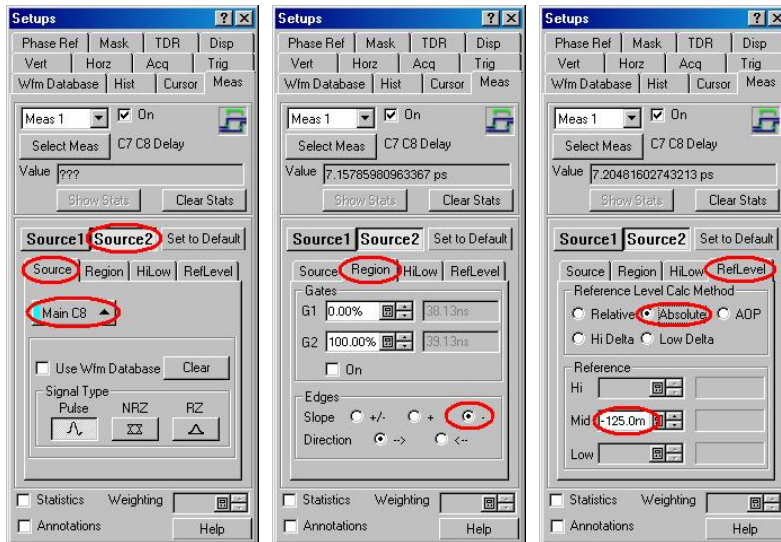 Setups
Phase Ref Mask TDR Disp
Vert Horz Acq Trig
Wfm Database Hist Cursor Meas
Meas 1 On
Select Meas C7 C8 Delay
Value ???
Show Stats Clear Stats
Source1 Source2 Set to Default
Source Region HiLow RefLevel
Main C8
Use Wfm Database Clear
Signal Type
Pulse NRZ RZ
Statistics Weighting
Annotations Help
Setups
Phase Ref Mask TDR Disp
Vert Horz Acq Trig
Wfm Database Hist Cursor Meas
Meas 1 On
Select Meas C7 C8 Delay
Value 7.15785980963367 ps
Show Stats Clear Stats
Source1 Source2 Set to Default
Source Region HiLow RefLevel
Gates
G1 0.00% 38.13ns
G2 100.00% 39.13ns
On
Edges
Slope +/- + -
Direction --> <--
Statistics Weighting
Annotations Help
Setups
Phase Ref Mask TDR Disp
Vert Horz Acq Trig
Wfm Database Hist Cursor Meas
Meas 1 On
Select Meas C7 C8 Delay
Value 7.20481602743213 ps
Show Stats Clear Stats
Source1 Source2 Set to Default
Source Region HiLow RefLevel
Reference Level Calc Method
Relative Absolute AOP
Hi Delta Low Delta
Reference
Hi
Mid -125.0m
Low
Statistics Weighting
Annotations Help